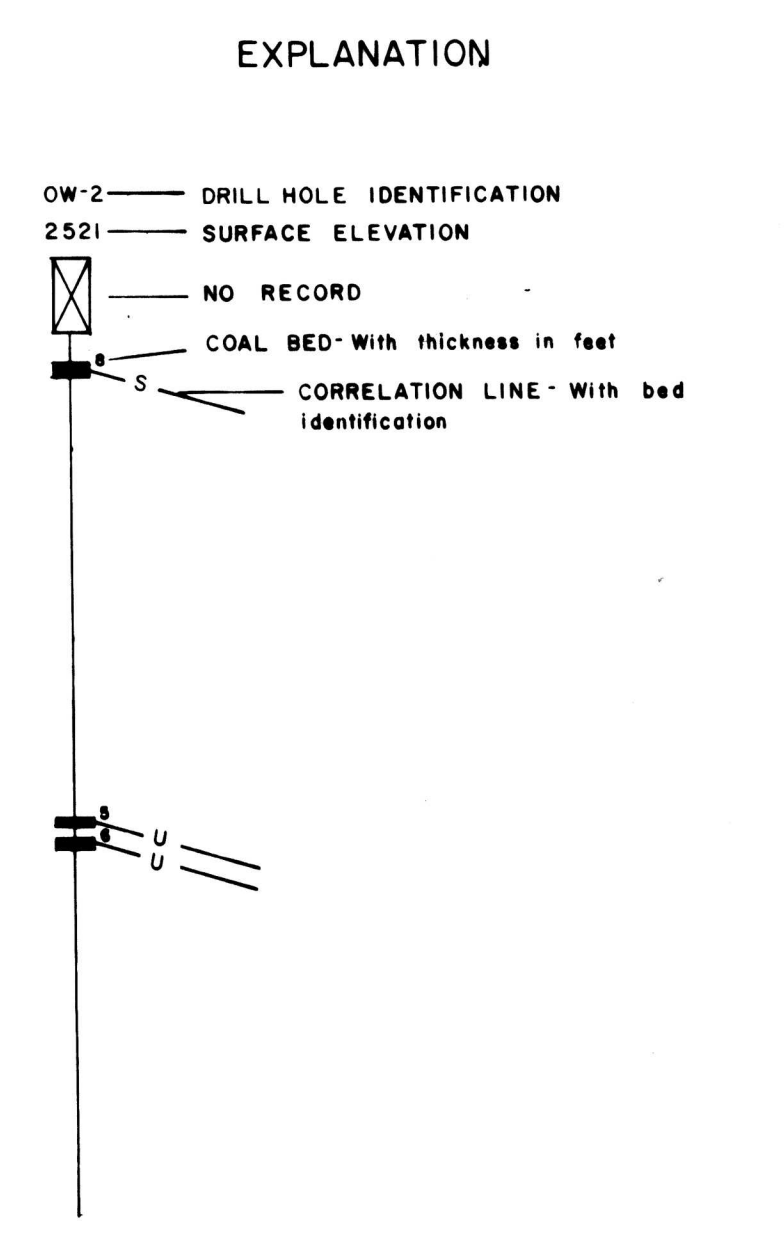 EXPLANATION
OW-2 DRILL HOLE IDENTIFICATION
2521 SURFACE ELEVATION
NO RECORD
8 COAL BED-With thickness in feet
S CORRELATION LINE- With bed
identification
5
U
6
U